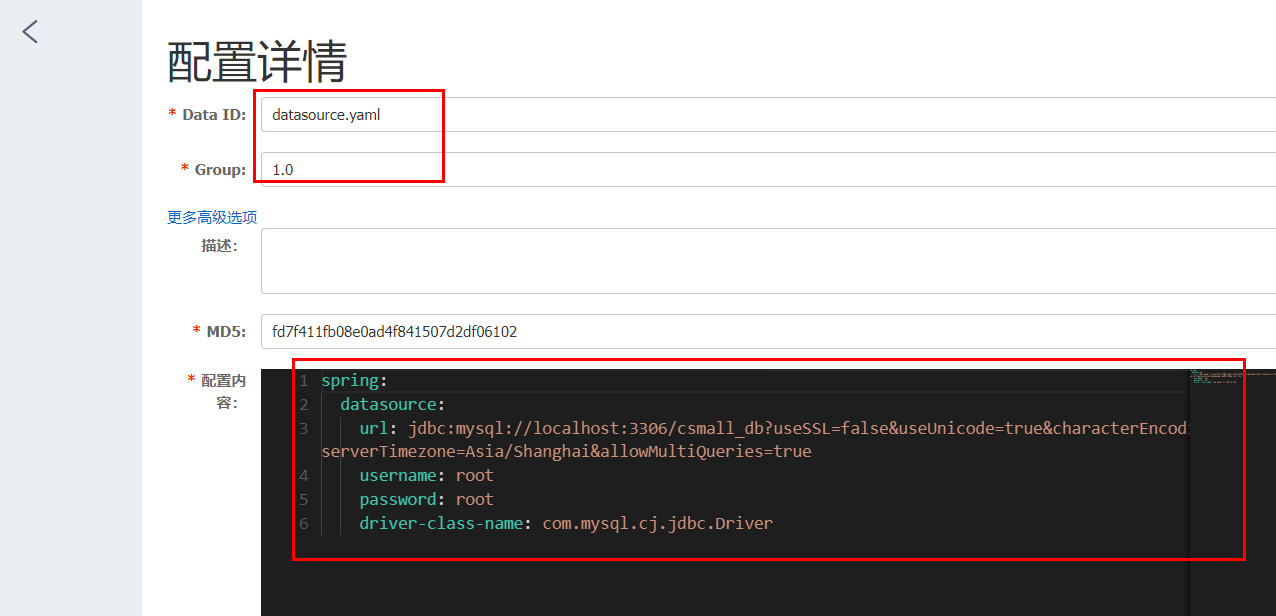 配置详情
* Data ID: datasource.yaml
* Group: 1.0
更多高级选项
描述:
* MD5: fd7f411fb08e0ad4f841507d2df06102
* 配置内容:
1 spring:
2 datasource:
3 url: jdbc:mysql://localhost:3306/csmall_db?useSSL=false&useUnicode=true&characterEncod
serverTimezone=Asia/Shanghai&allowMultiQueries=true
4 username: root
5 password: root
6 driver-class-name: com.mysql.cj.jdbc.Driver